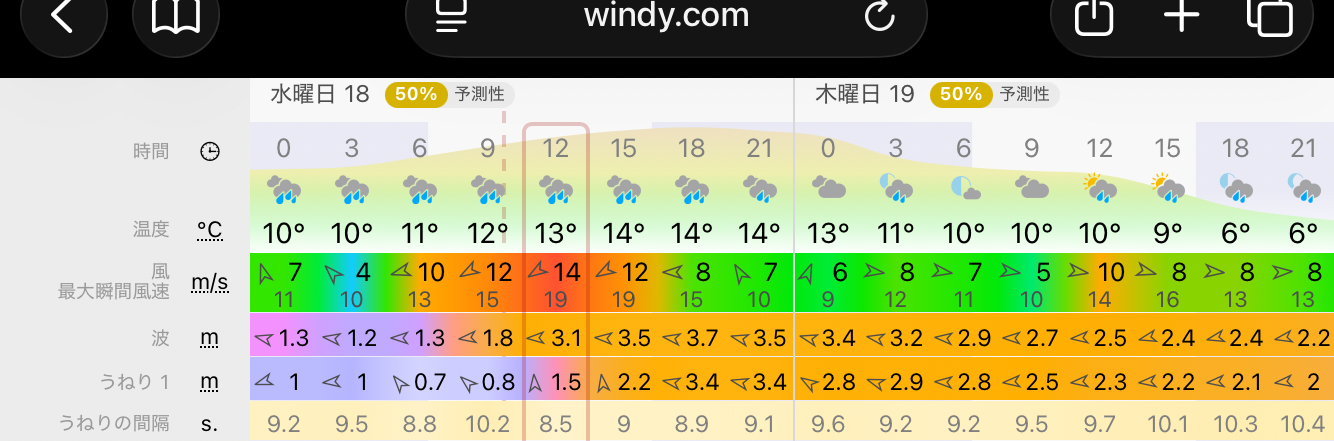 windy.com
水曜日 18 50% 予測性 木曜日 19 50% 予測性
時間 0 3 6 9 12 15 18 21 0 3 6 9 12 15 18 21
温度 °C 10° 10° 11° 12° 13° 14° 14° 14° 13° 11° 10° 10° 10° 9° 6° 6°
風 m/s 7 4 10 12 14 12 8 7 6 8 7 5 10 8 8 8
最大瞬間風速 11 10 13 15 19 19 15 10 9 12 11 10 14 16 13 13
波 m 1.3 1.2 1.3 1.8 3.1 3.5 3.7 3.5 3.4 3.2 2.9 2.7 2.5 2.4 2.4 2.2
うねり 1 m 1 1 0.7 0.8 1.5 2.2 3.4 3.4 2.8 2.9 2.8 2.5 2.3 2.2 2.1 2
うねりの間隔 s. 9.2 9.5 8.8 10.2 8.5 9 8.9 9.1 9.6 9.2 9.2 9.5 9.7 10.1 10.3 10.4